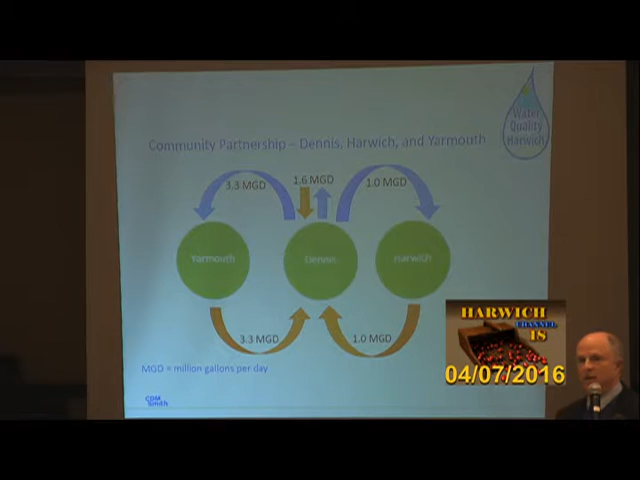 Water
Quality
Harwich
Community Partnership – Dennis, Harwich, and Yarmouth
3.3 MGD
1.6 MGD
1.0 MGD
Yarmouth
Dennis
Harwich
3.3 MGD
1.0 MGD
MGD = million gallons per day
CDM
Smith
HARWICH
CHANNEL
18
04/07/2016